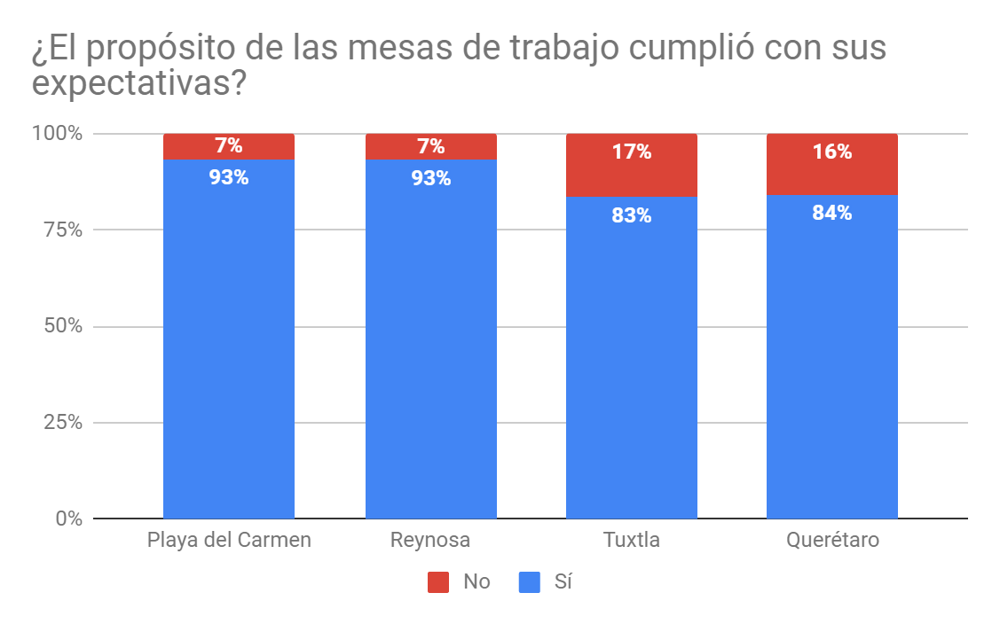 ¿El propósito de las mesas de trabajo cumplió con sus
expectativas?
100%
7%
7%
17%
16%
93%
93%
83%
84%
75%
50%
25%
0%
Playa del Carmen
Reynosa
Tuxtla
Querétaro
No
Sí